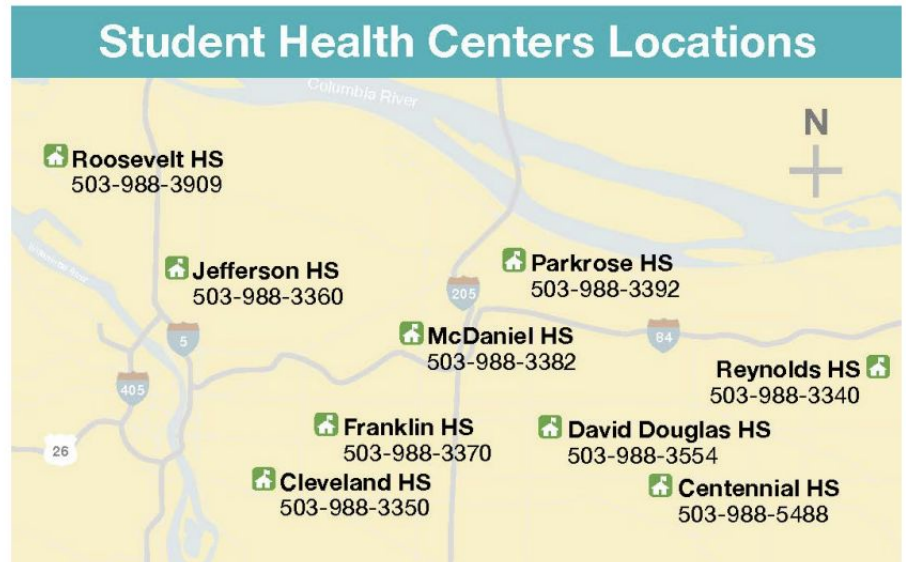 Student Health Centers Locations
Columbia River
N
Roosevelt HS
503-988-3909
Jefferson HS
503-988-3360
Parkrose HS
503-988-3392
205
5
McDaniel HS
503-988-3382
84
Reynolds HS
503-988-3340
405
Franklin HS
503-988-3370
David Douglas HS
503-988-3554
26
Cleveland HS
503-988-3350
Centennial HS
503-988-5488